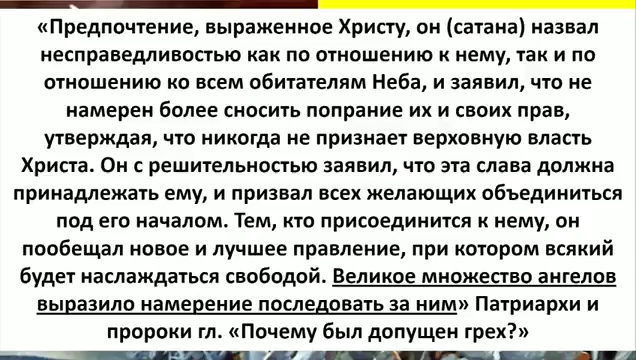 «Предпочтение, выраженное Христу, он (сатана) назвал
несправедливостью как по отношению к нему, так и по
отношению ко всем обитателям Неба, и заявил, что не
намерен более сносить попрание их и своих прав,
утверждая, что никогда не признает верховную власть
Христа. Он с решительностью заявил, что эта слава должна
принадлежать ему, и призвал всех желающих объединиться
под его началом. Тем, кто присоединится к нему, он
пообещал новое и лучшее правление, при котором всякий
будет наслаждаться свободой. Великое множество ангелов
выразило намерение последовать за ним» Патриархи и
пророки гл. «Почему был допущен грех?»